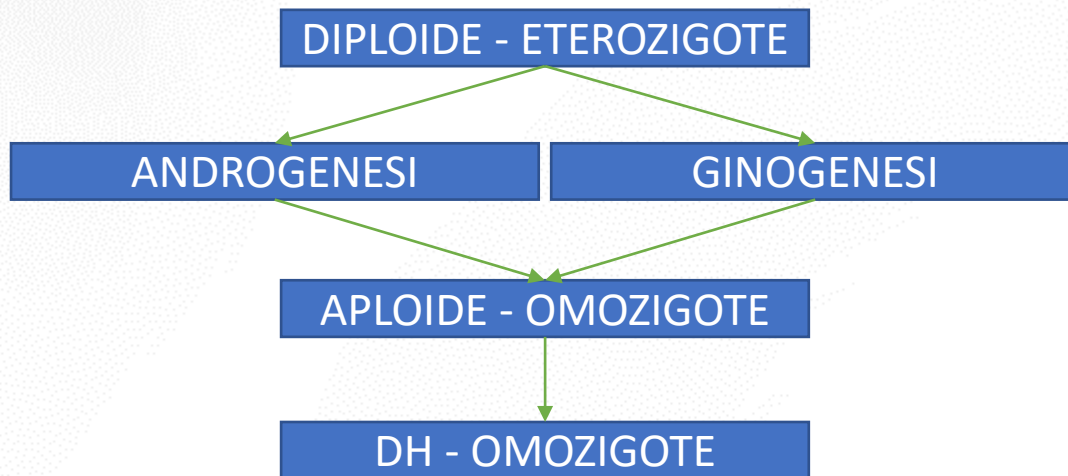 DIPLOIDE - ETEROZIGOTE
ANDROGENESI
GINOGENESI
APLOIDE - OMOZIGOTE
DH - OMOZIGOTE